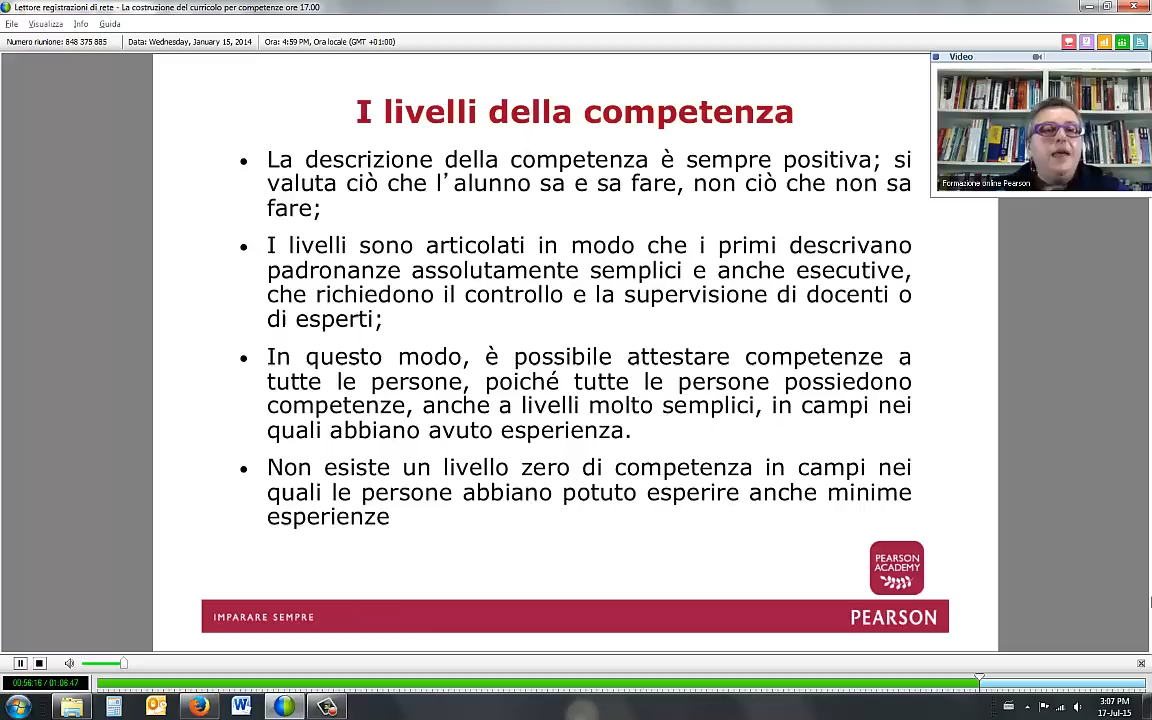 Lettore registrazioni di rete - La costruzione del curricolo per competenze ore 17.00
File Visualizza Info Guida
Numero riunione: 848 375 885 Data: Wednesday, January 15, 2014 Ora: 4:59 PM, Ora locale (GMT +01:00)
Video
Formazione online Pearson
I livelli della competenza
• La descrizione della competenza è sempre positiva; si
valuta ciò che l’alunno sa e sa fare, non ciò che non sa
fare;
• I livelli sono articolati in modo che i primi descrivano
padronanze assolutamente semplici e anche esecutive,
che richiedono il controllo e la supervisione di docenti o
di esperti;
• In questo modo, è possibile attestare competenze a
tutte le persone, poiché tutte le persone possiedono
competenze, anche a livelli molto semplici, in campi nei
quali abbiano avuto esperienza.
• Non esiste un livello zero di competenza in campi nei
quali le persone abbiano potuto esperire anche minime
esperienze
PEARSON
ACADEMY
IMPARARE SEMPRE
PEARSON
00:56:16 / 01:06:47
3:07 PM
17-Jul-15